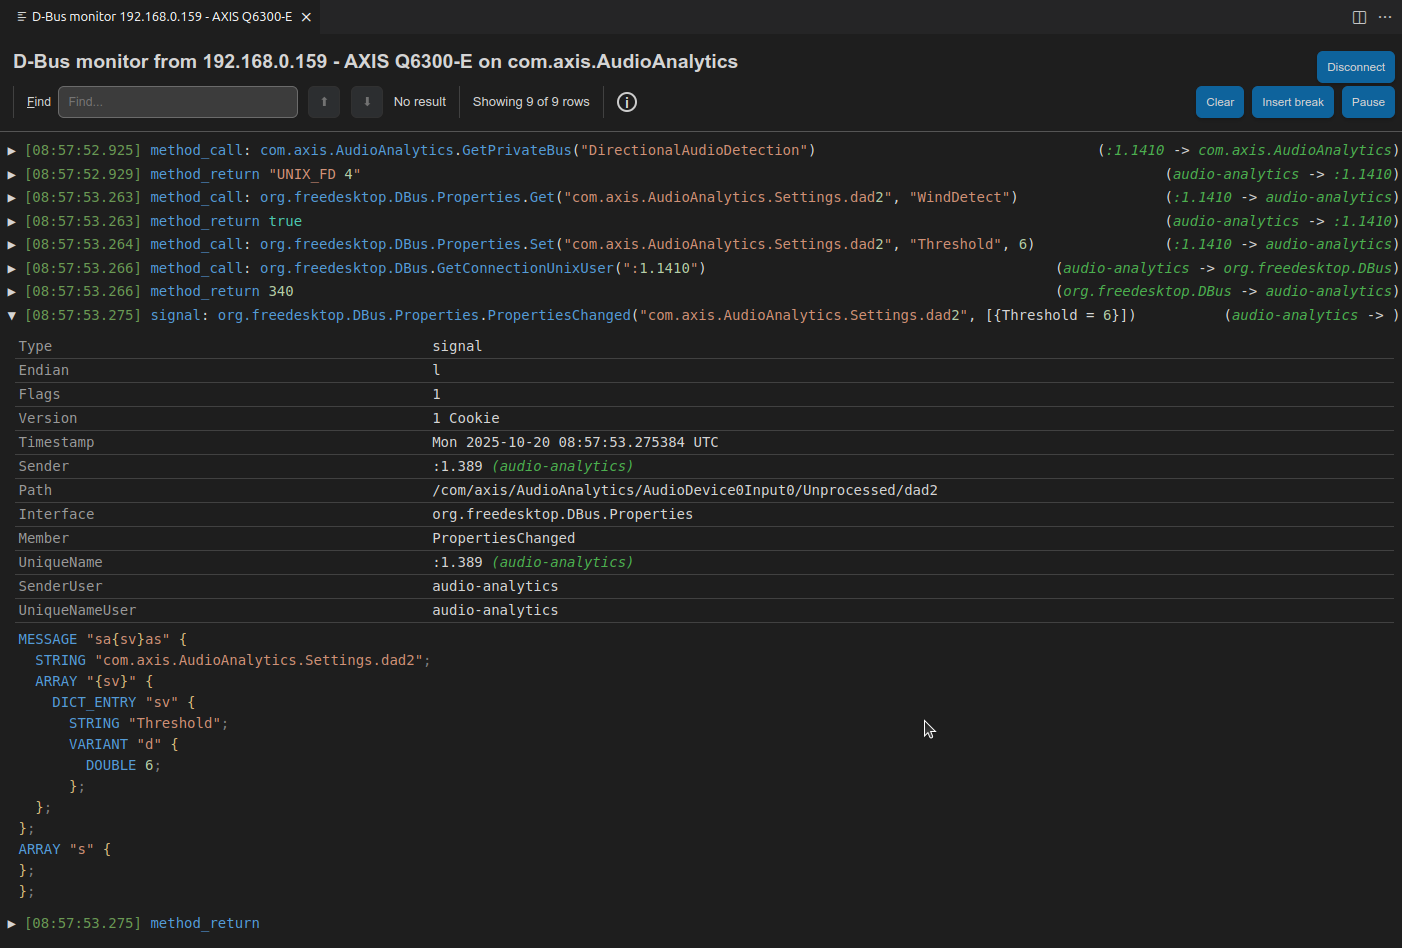 D-Bus monitor 192.168.0.159 - AXIS Q6300-E
D-Bus monitor from 192.168.0.159 - AXIS Q6300-E on com.axis.AudioAnalytics
Disconnect
Find Find... No result Showing 9 of 9 rows Clear Insert break Pause
▶ [08:57:52.925] method_call: com.axis.AudioAnalytics.GetPrivateBus("DirectionalAudioDetection") (:1.1410 -> com.axis.AudioAnalytics)
▶ [08:57:52.929] method_return "UNIX_FD 4" (audio-analytics -> :1.1410)
▶ [08:57:53.263] method_call: org.freedesktop.DBus.Properties.Get("com.axis.AudioAnalytics.Settings.dad2", "WindDetect") (:1.1410 -> audio-analytics)
▶ [08:57:53.263] method_return true (audio-analytics -> :1.1410)
▶ [08:57:53.264] method_call: org.freedesktop.DBus.Properties.Set("com.axis.AudioAnalytics.Settings.dad2", "Threshold", 6) (:1.1410 -> audio-analytics)
▶ [08:57:53.266] method_call: org.freedesktop.DBus.GetConnectionUnixUser(":1.1410") (audio-analytics -> org.freedesktop.DBus)
▶ [08:57:53.266] method_return 340 (org.freedesktop.DBus -> audio-analytics)
▼ [08:57:53.275] signal: org.freedesktop.DBus.Properties.PropertiesChanged("com.axis.AudioAnalytics.Settings.dad2", [{Threshold = 6}]) (audio-analytics -> )
Type signal
Endian l
Flags 1
Version 1 Cookie
Timestamp Mon 2025-10-20 08:57:53.275384 UTC
Sender :1.389 (audio-analytics)
Path /com/axis/AudioAnalytics/AudioDevice0Input0/Unprocessed/dad2
Interface org.freedesktop.DBus.Properties
Member PropertiesChanged
UniqueName :1.389 (audio-analytics)
SenderUser audio-analytics
UniqueNameUser audio-analytics
MESSAGE "sa{sv}as" {
STRING "com.axis.AudioAnalytics.Settings.dad2";
ARRAY "{sv}" {
DICT_ENTRY "sv" {
STRING "Threshold";
VARIANT "d" {
DOUBLE 6;
};
};
};
ARRAY "s" {
};
};
▶ [08:57:53.275] method_return